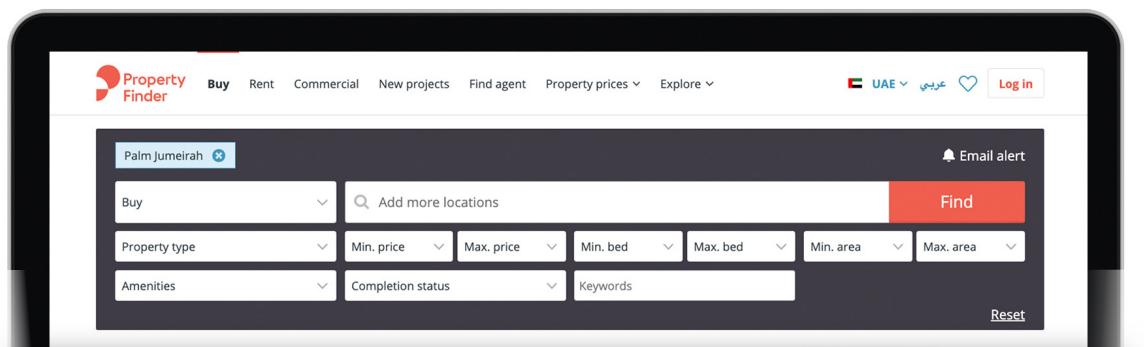 Property
Finder
Buy Rent Commercial New projects Find agent Property prices Explore UAE عربي Log in
Palm Jumeirah Email alert
Buy Add more locations Find
Property type Min. price Max. price Min. bed Max. bed Min. area Max. area
Amenities Completion status Keywords
Reset